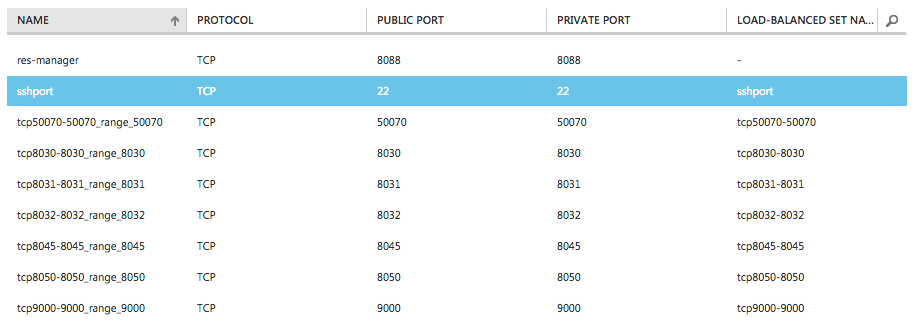 NAME PROTOCOL PUBLIC PORT PRIVATE PORT LOAD-BALANCED SET NA...
res-manager TCP 8088 8088 -
sshport TCP 22 22 sshport
tcp50070-50070_range_50070 TCP 50070 50070 tcp50070-50070
tcp8030-8030_range_8030 TCP 8030 8030 tcp8030-8030
tcp8031-8031_range_8031 TCP 8031 8031 tcp8031-8031
tcp8032-8032_range_8032 TCP 8032 8032 tcp8032-8032
tcp8045-8045_range_8045 TCP 8045 8045 tcp8045-8045
tcp8050-8050_range_8050 TCP 8050 8050 tcp8050-8050
tcp9000-9000_range_9000 TCP 9000 9000 tcp9000-9000